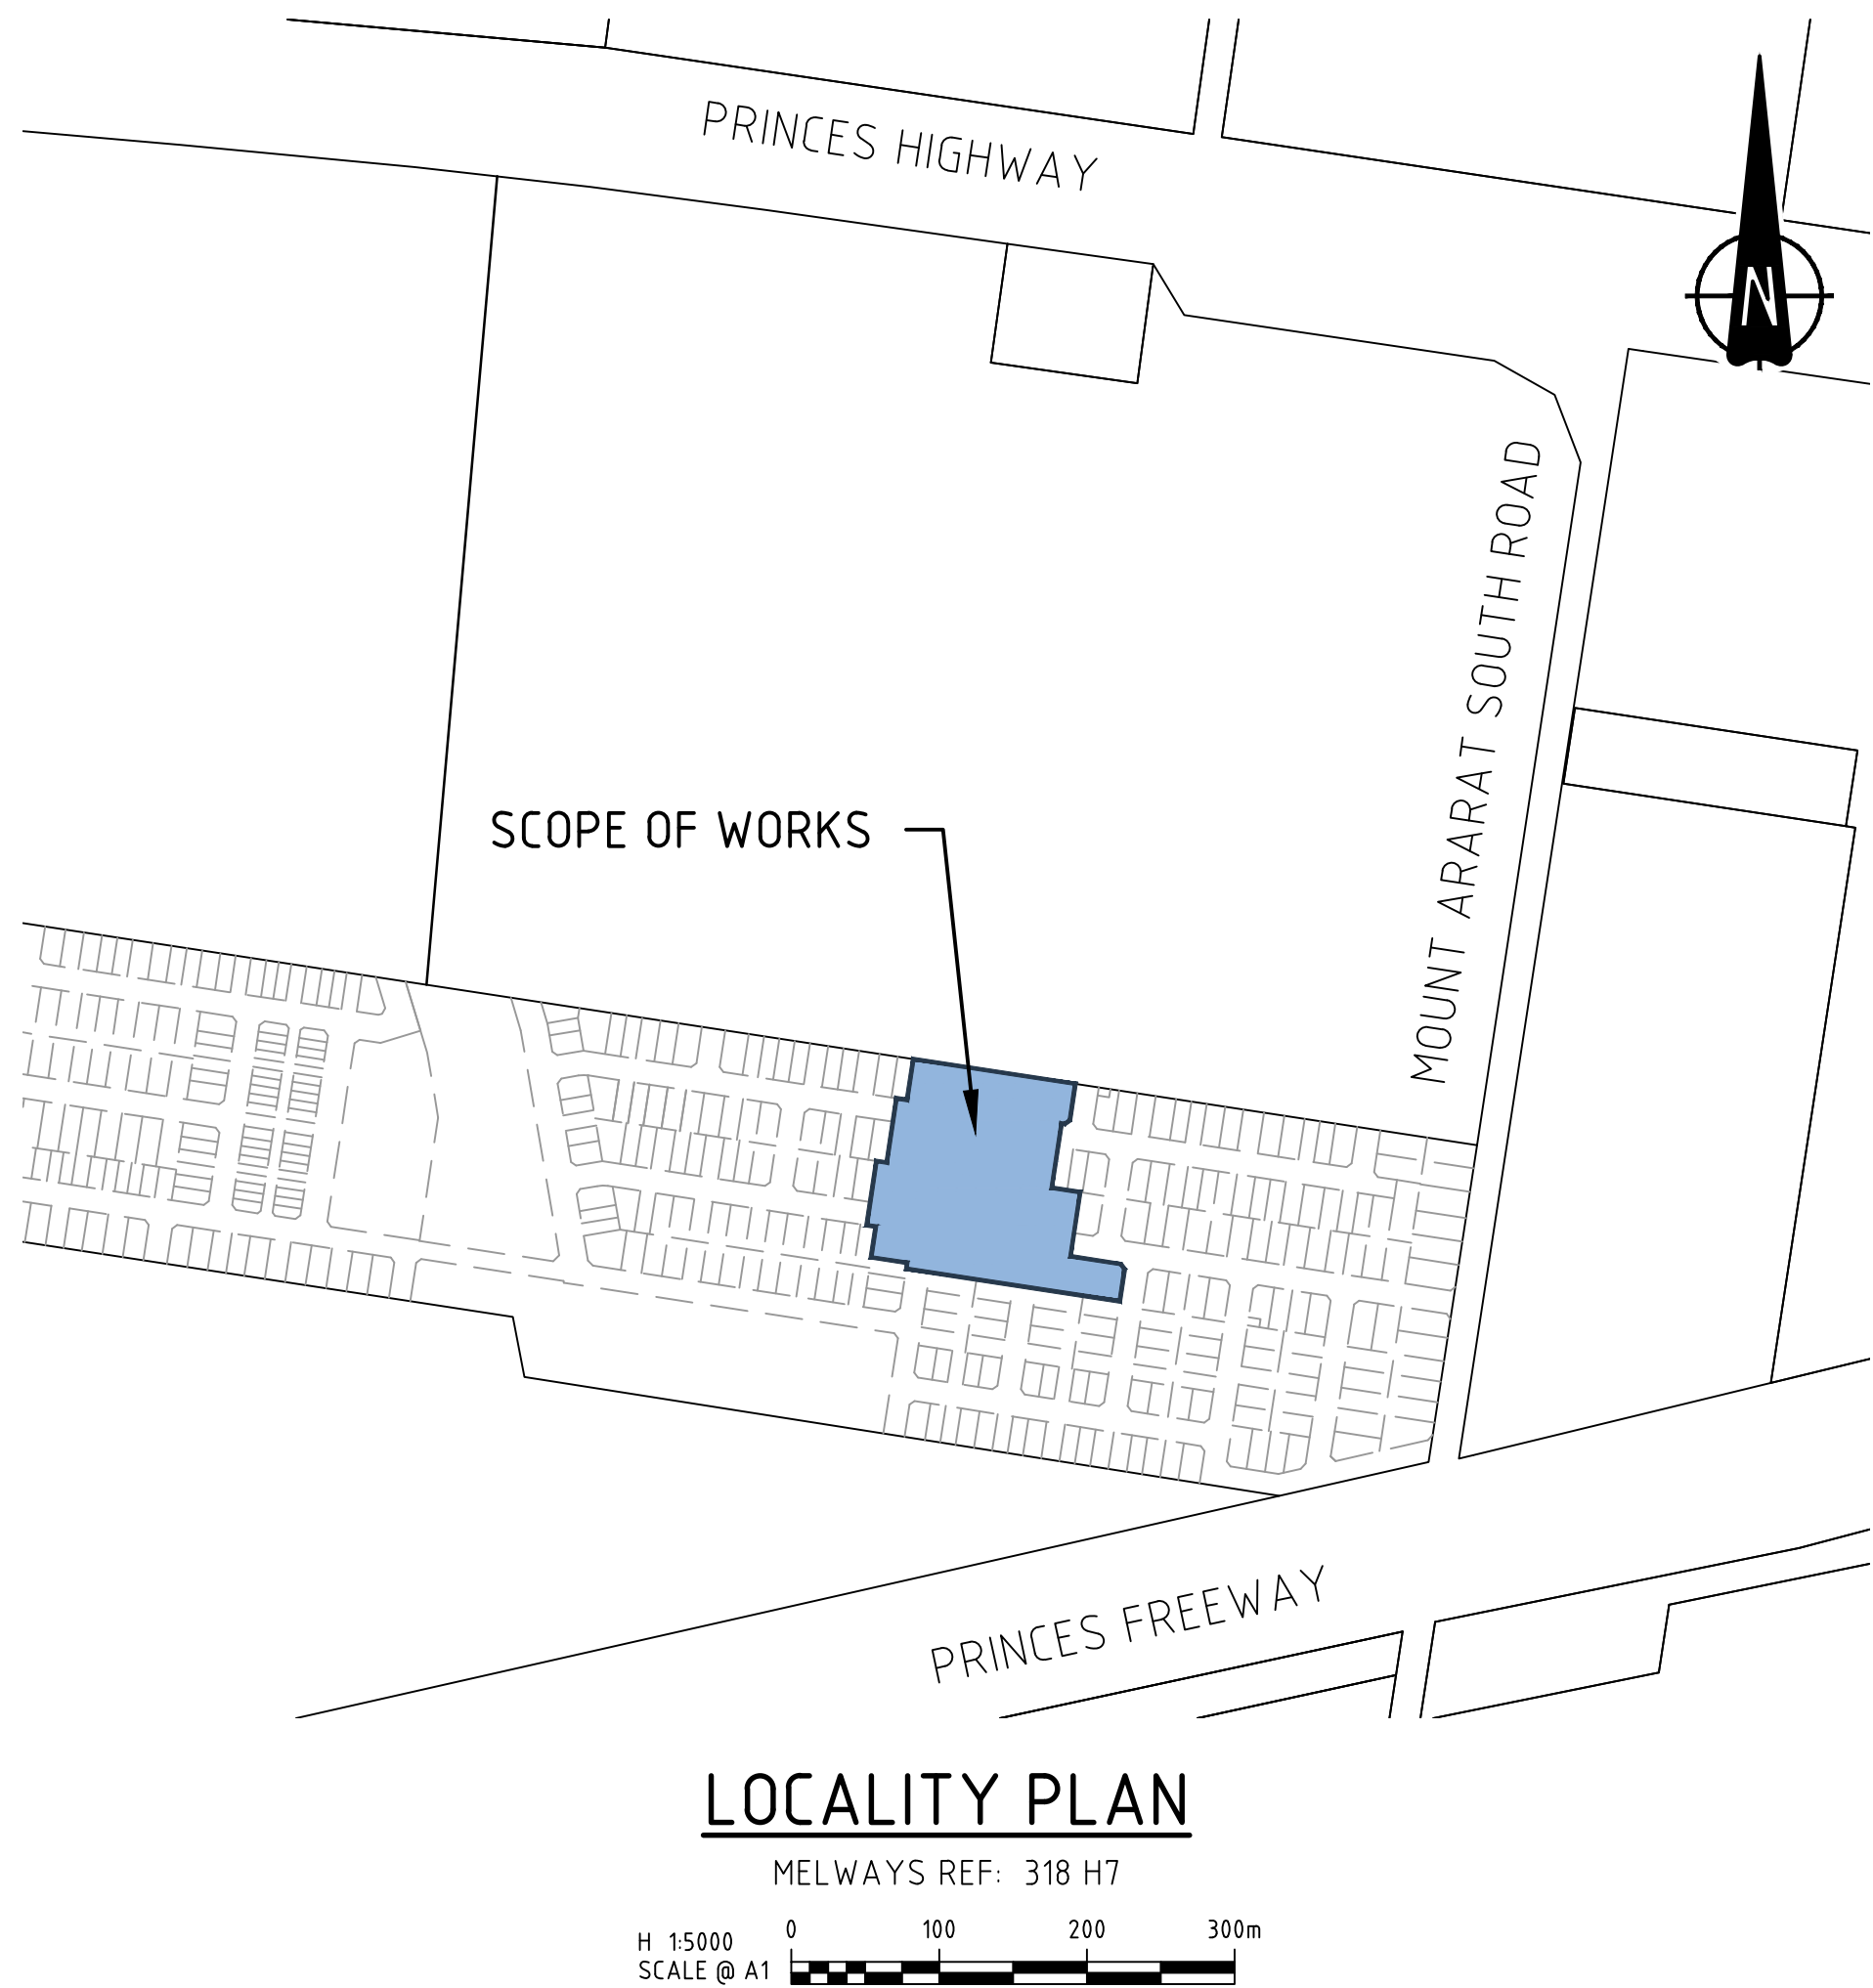 PRINCES HIGHWAY
N
MOUNT ARARAT SOUTH ROAD
SCOPE OF WORKS
PRINCES FREEWAY
LOCALITY PLAN
MELWAYS REF: 318 H7
0 100 200 300m
H 1:5000
SCALE @ A1